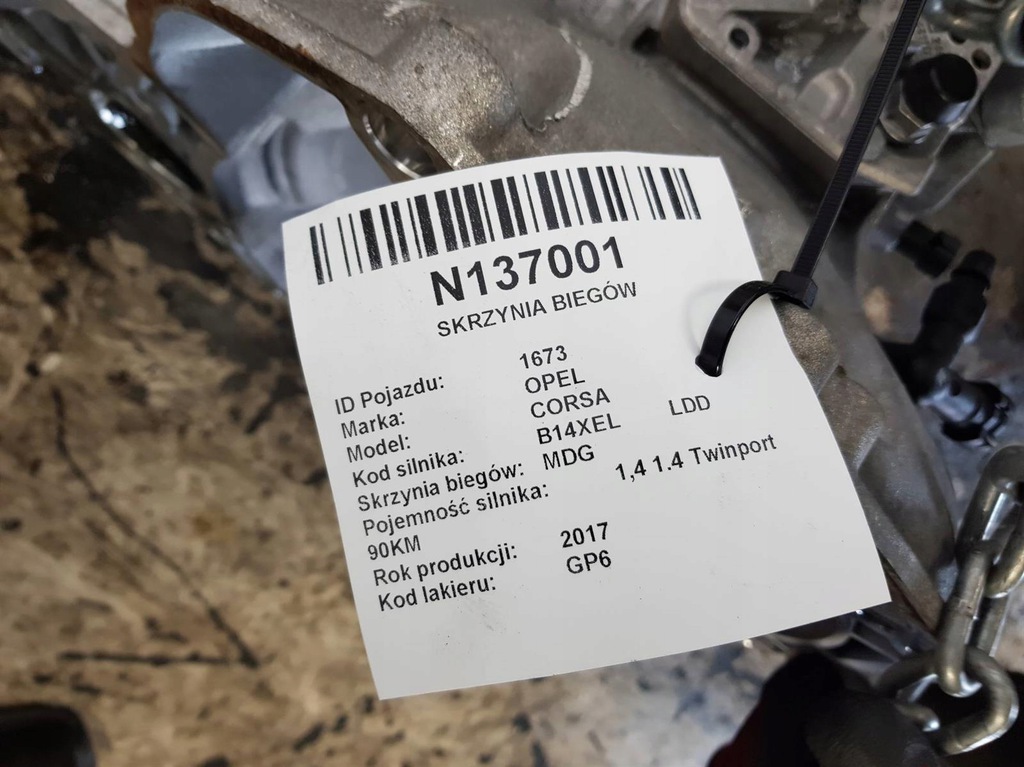 N137001
SKRZYNIA BIEGÓW
ID Pojazdu: 1673
Marka: OPEL
Model: CORSA
Kod silnika: B14XEL LDD
Skrzynia biegów: MDG
Pojemność silnika: 1,4 1.4 Twinport
90KM
Rok produkcji: 2017
Kod lakieru: GP6